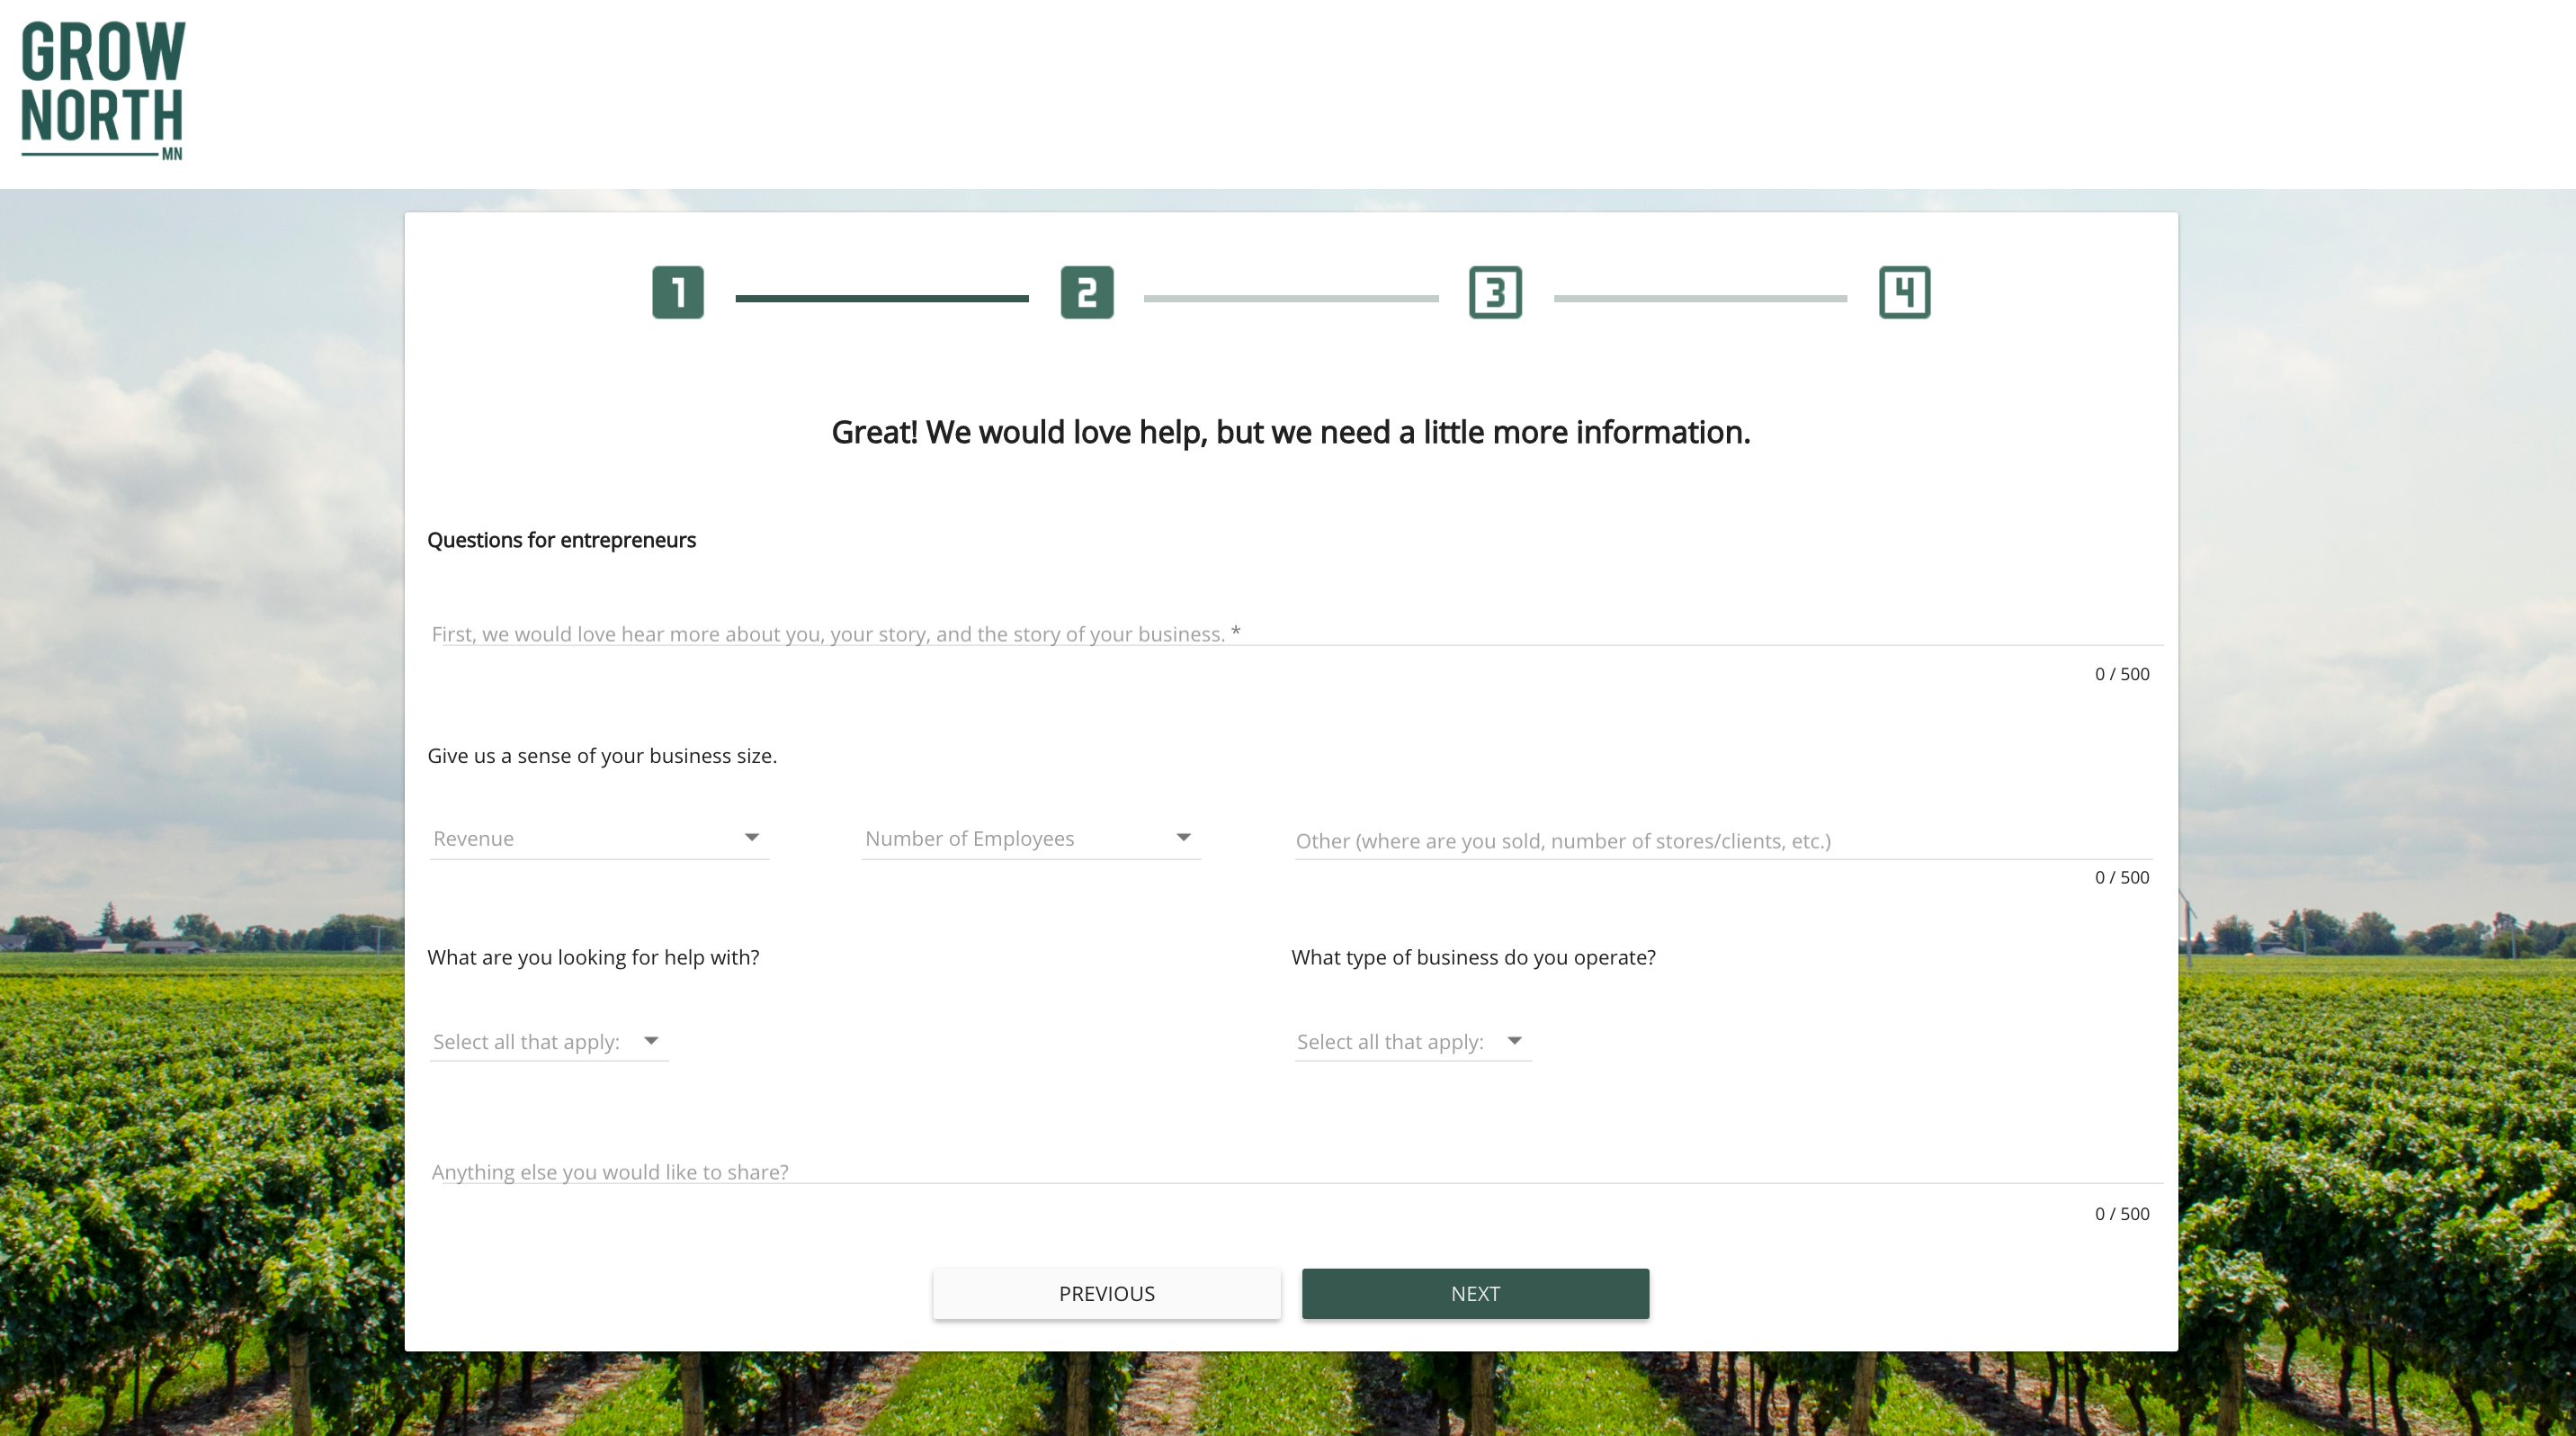 GROW
NORTH
MN
1 2 3 4
Great! We would love help, but we need a little more information.
Questions for entrepreneurs
First, we would love hear more about you, your story, and the story of your business. *
0 / 500
Give us a sense of your business size.
Revenue Number of Employees Other (where are you sold, number of stores/clients, etc.)
0 / 500
What are you looking for help with? What type of business do you operate?
Select all that apply: Select all that apply:
Anything else you would like to share?
0 / 500
PREVIOUS NEXT